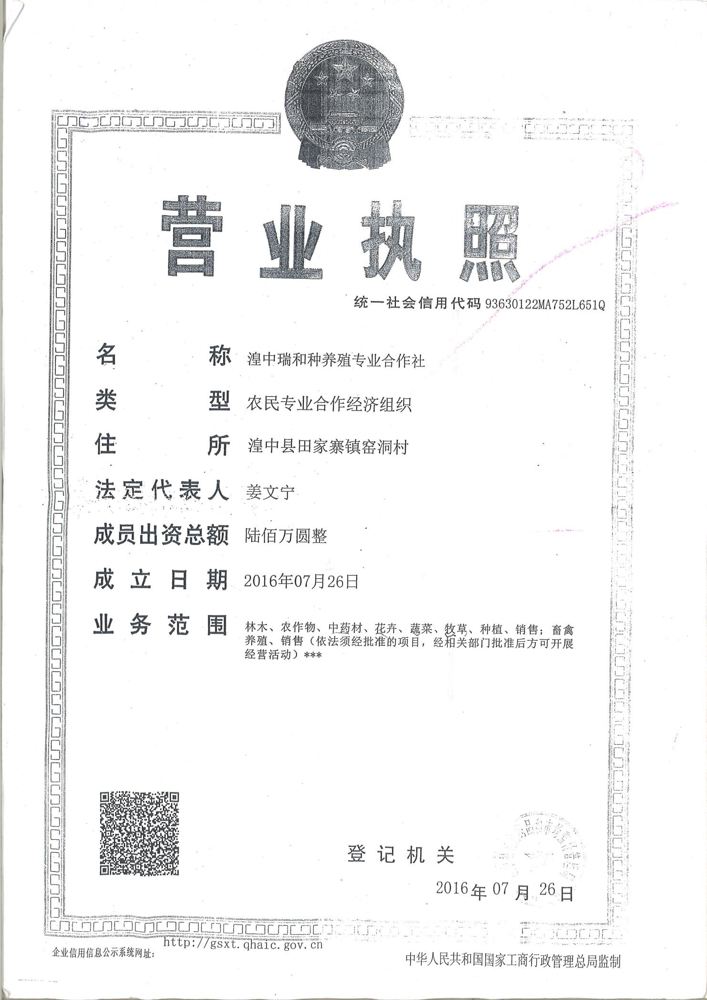 营业执照
统一社会信用代码 93630122MA752L651Q
名称 湟中瑞和种养殖专业合作社
类型 农民专业合作经济组织
住所 湟中县田家寨镇窑洞村
法定代表人 姜文宁
成员出资总额 陆佰万圆整
成立日期 2016年07月26日
业务范围 林木、农作物、中药材、花卉、蔬菜、牧草、种植、销售；畜禽
养殖、销售（依法须经批准的项目，经相关部门批准后方可开展
经营活动）***
登记机关
品和市场监督管
2016年07月26日
http://gsxt.qhaic.gov.cn
企业信用信息公示系统网址：
中华人民共和国国家工商行政管理总局监制